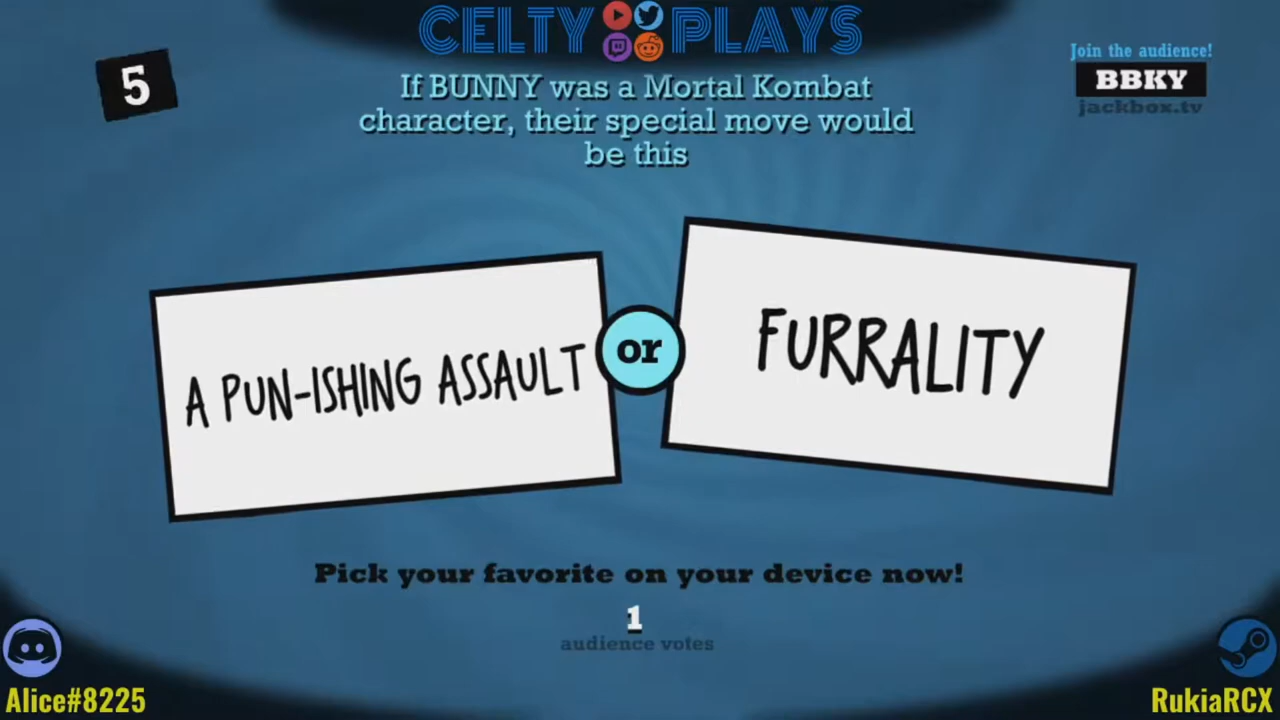 CELTY PLAYS
5
If BUNNY was a Mortal Kombat
character, their special move would
be this
Join the audience!
BBKY
jackbox.tv
A PUN-ISHING ASSAULT
or
FURRALITY
Pick your favorite on your device now!
1
audience votes
Alice#8225
RukiaRCX